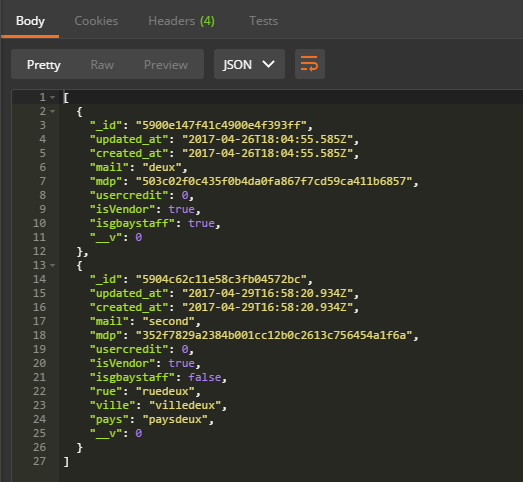 Body Cookies Headers (4) Tests
Pretty Raw Preview JSON
1 [
2 {
3 "_id": "5900e147f41c4900e4f393ff",
4 "updated_at": "2017-04-26T18:04:55.585Z",
5 "created_at": "2017-04-26T18:04:55.585Z",
6 "mail": "deux",
7 "mdp": "503c02f0c435f0b4da0fa867f7cd59ca411b6857",
8 "usercredit": 0,
9 "isVendor": true,
10 "isgbaystaff": true,
11 "__v": 0
12 },
13 {
14 "_id": "5904c62c11e58c3fb04572bc",
15 "updated_at": "2017-04-29T16:58:20.934Z",
16 "created_at": "2017-04-29T16:58:20.934Z",
17 "mail": "second",
18 "mdp": "352f7829a2384b001cc12b0c2613c756454a1f6a",
19 "usercredit": 0,
20 "isVendor": true,
21 "isgbaystaff": false,
22 "rue": "ruedeux",
23 "ville": "villedeux",
24 "pays": "paysdeux",
25 "__v": 0
26 }
27 ]